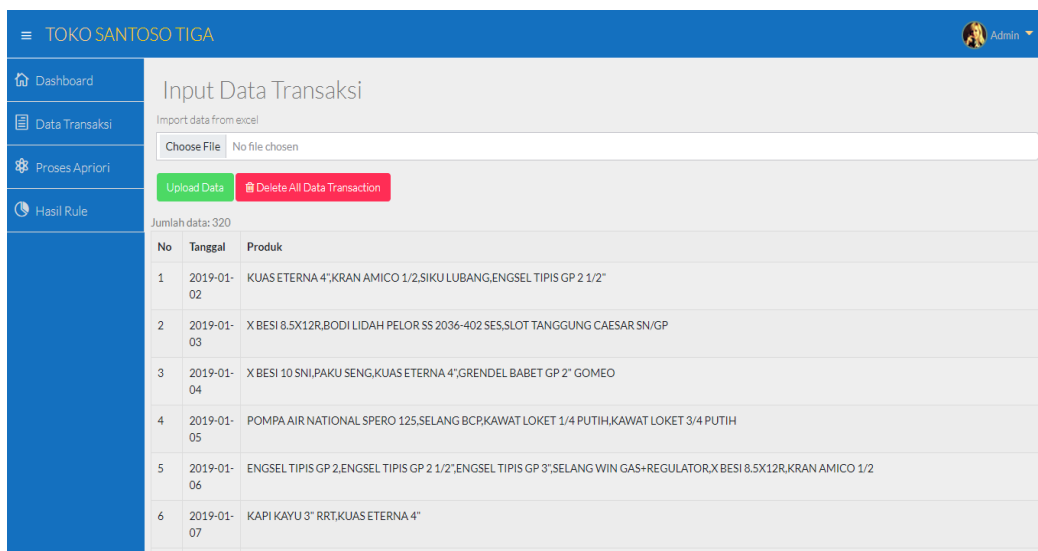 ≡ TOKO SANTOSO TIGA
Admin
Dashboard
Data Transaksi
Proses Apriori
Hasil Rule
Input Data Transaksi
Import data from excel
Choose File No file chosen
Upload Data Delete All Data Transaction
Jumlah data: 320
No Tanggal Produk
1 2019-01- KUAS ETERNA 4",KRAN AMICO 1/2,SIKU LUBANG,ENGSEL TIPIS GP 2 1/2"
02
2 2019-01- X BESI 8.5X12R,BODI LIDAH PELOR SS 2036-402 SES,SLOT TANGGUNG CAESAR SN/GP
03
3 2019-01- X BESI 10 SNI,PAKU SENG,KUAS ETERNA 4",GRENDEL BABET GP 2" GOMEO
04
4 2019-01- POMPA AIR NATIONAL SPERO 125,SELANG BCP,KAWAT LOKET 1/4 PUTIH,KAWAT LOKET 3/4 PUTIH
05
5 2019-01- ENGSEL TIPIS GP 2,ENGSEL TIPIS GP 2 1/2",ENGSEL TIPIS GP 3",SELANG WIN GAS+REGULATOR,X BESI 8.5X12R,KRAN AMICO 1/2
06
6 2019-01- KAPI KAYU 3" RRT,KUAS ETERNA 4"
07